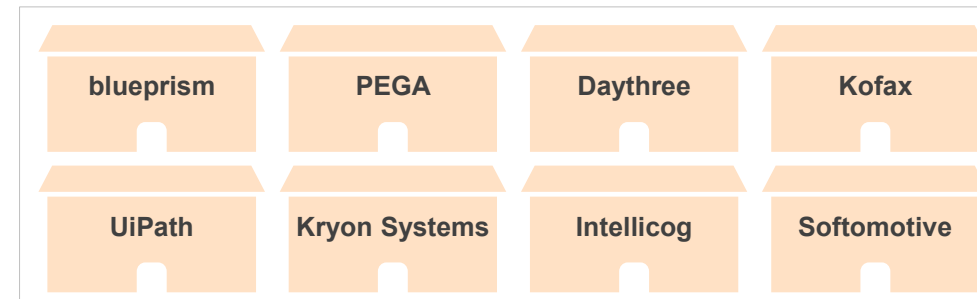 blueprism PEGA Daythree Kofax
UiPath Kryon Systems Intellicog Softomotive